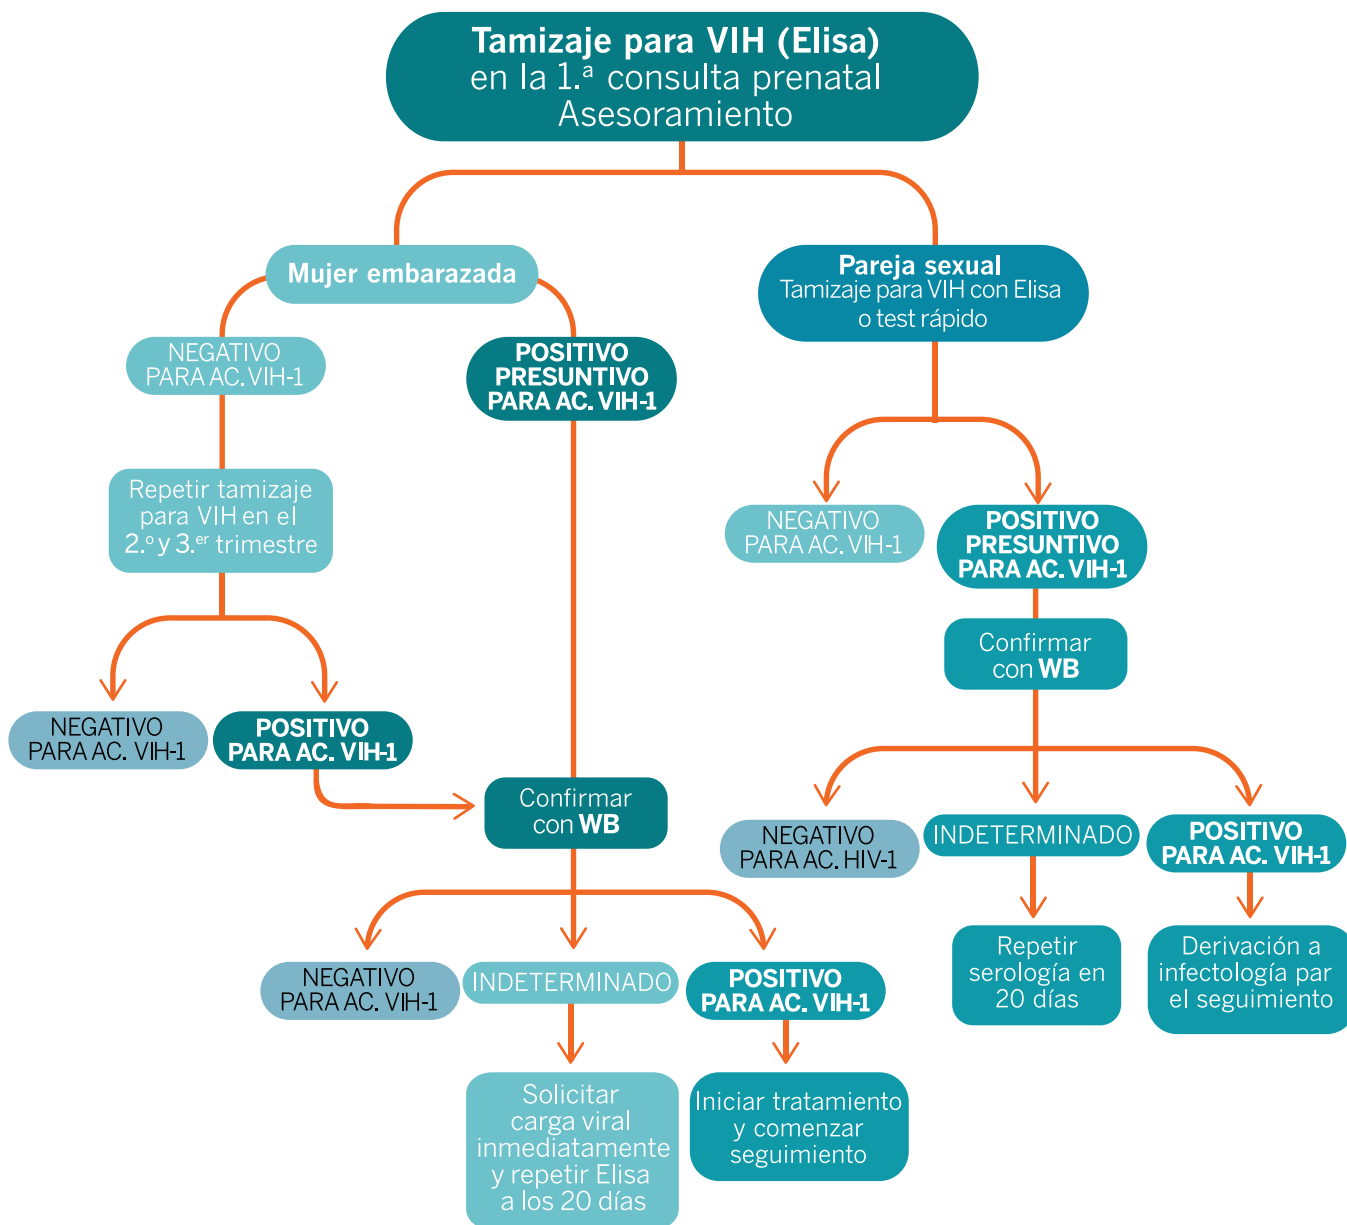 Tamizaje para VIH (Elisa)
en la 1.ª consulta prenatal
Asesoramiento
Mujer embarazada
Pareja sexual
Tamizaje para VIH con Elisa
o test rápido
NEGATIVO
PARA AC. VIH-1
POSITIVO
PRESUNTIVO
PARA AC. VIH-1
Repetir tamizaje
para VIH en el
2.º y 3.er trimestre
NEGATIVO
PARA AC. VIH-1
POSITIVO
PRESUNTIVO
PARA AC. VIH-1
Confirmar
con WB
NEGATIVO
PARA AC. VIH-1
POSITIVO
PARA AC. VIH-1
Confirmar
con WB
NEGATIVO
PARA AC. HIV-1
INDETERMINADO
POSITIVO
PARA AC. VIH-1
NEGATIVO
PARA AC. VIH-1
INDETERMINADO
POSITIVO
PARA AC. VIH-1
Repetir
serología en
20 días
Derivación a
infectología par
el seguimiento
Solicitar
carga viral
inmediatamente
y repetir Elisa
a los 20 días
Iniciar tratamiento
y comenzar
seguimiento